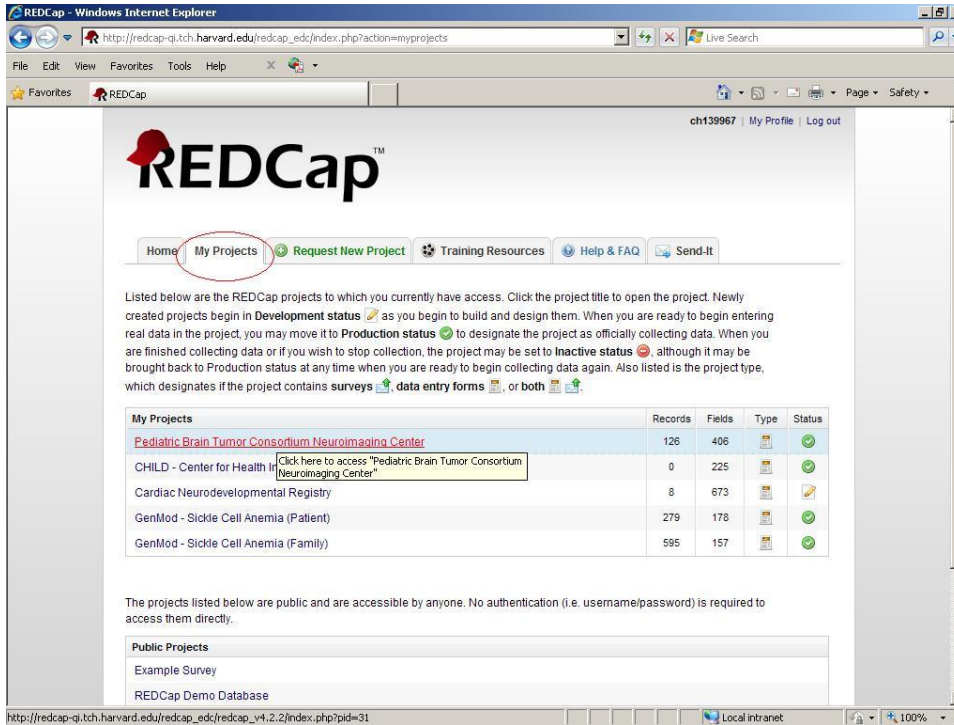 REDCap - Windows Internet Explorer
http://redcap-qi.tch.harvard.edu/redcap_edc/index.php?action=myprojects
Live Search
File Edit View Favorites Tools Help
Favorites REDCap Page Safety
ch139967 | My Profile | Log out
REDCap™
Home My Projects Request New Project Training Resources Help & FAQ Send-It
Listed below are the REDCap projects to which you currently have access. Click the project title to open the project. Newly
created projects begin in Development status as you begin to build and design them. When you are ready to begin entering
real data in the project, you may move it to Production status to designate the project as officially collecting data. When you
are finished collecting data or if you wish to stop collection, the project may be set to Inactive status , although it may be
brought back to Production status at any time when you are ready to begin collecting data again. Also listed is the project type,
which designates if the project contains surveys , data entry forms , or both .
My Projects Records Fields Type Status
Pediatric Brain Tumor Consortium Neuroimaging Center 126 406
CHILD - Center for Health In 0 225
Click here to access "Pediatric Brain Tumor Consortium
Neuroimaging Center"
Cardiac Neurodevelopmental Registry 8 673
GenMod - Sickle Cell Anemia (Patient) 279 178
GenMod - Sickle Cell Anemia (Family) 595 157
The projects listed below are public and are accessible by anyone. No authentication (i.e. username/password) is required to
access them directly.
Public Projects
Example Survey
REDCap Demo Database
http://redcap-qi.tch.harvard.edu/redcap_edc/redcap_v4.2.2/index.php?pid=31 Local intranet 100%